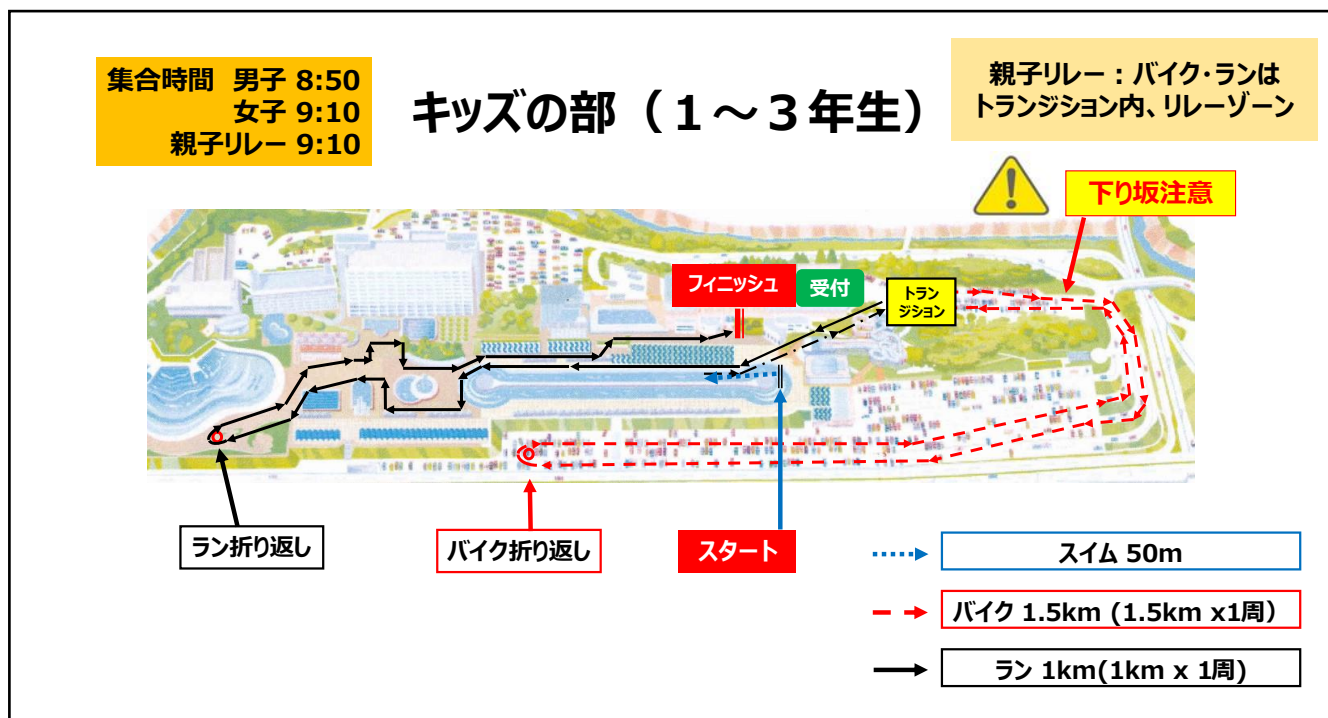 集合時間 男子 8:50
女子 9:10
親子リレー 9:10
キッズの部（１～３年生）
親子リレー：バイク・ランは
トランジション内、リレーゾーン
下り坂注意
フィニッシュ
受付
トラン
ジション
ラン折り返し
バイク折り返し
スタート
スイム 50m
バイク 1.5km (1.5km x1周）
ラン 1km(1km x 1周)